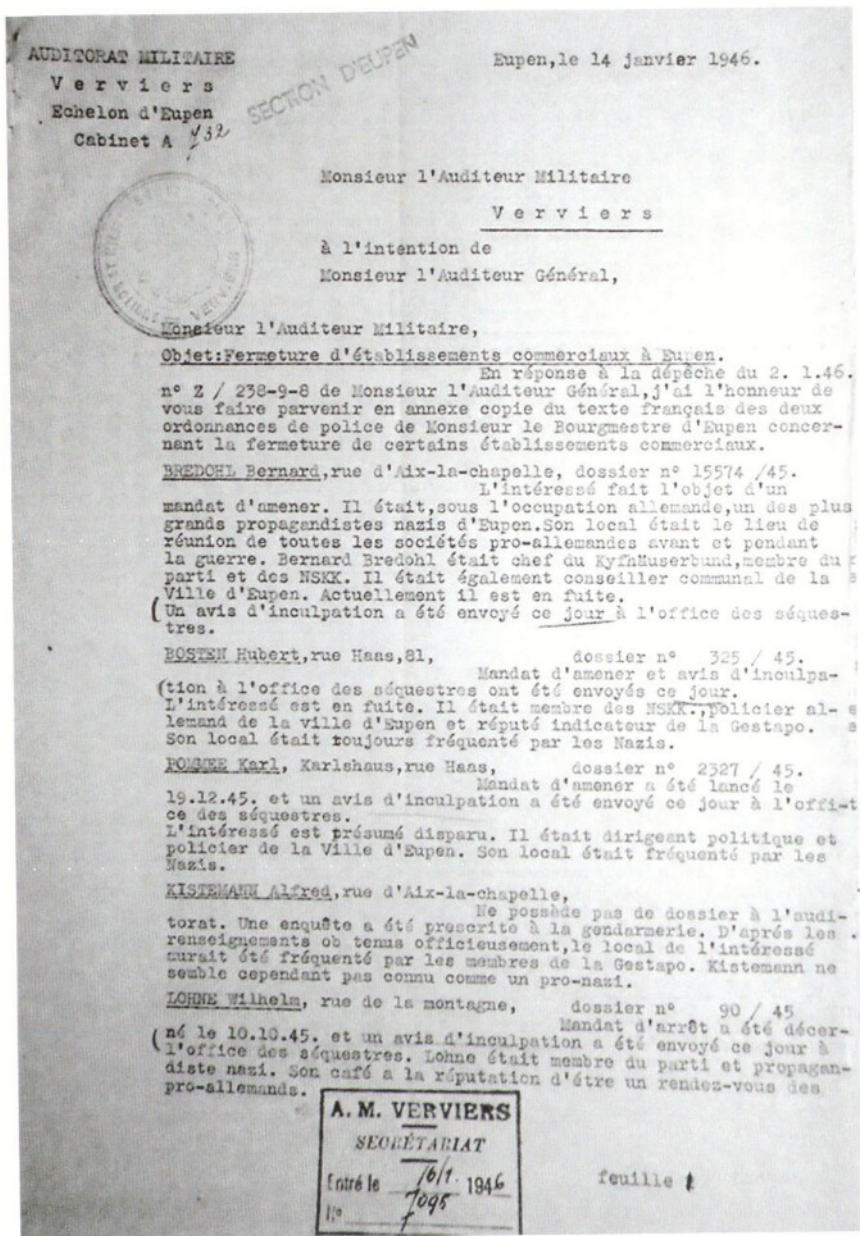 AUDITORAT MILITAIRE
V e r v i e r s
Echelon d'Eupen
Cabinet A 732
SECTION D'EUPEN
Eupen,le 14 janvier 1946.
Monsieur l'Auditeur Militaire
V e r v i e r s
à l'intention de
Monsieur l'Auditeur Général,
VERVIERS
Monsieur l'Auditeur Militaire,
Objet:Fermeture d'établissements commerciaux à Eupen.
En réponse à la dépêche du 2. 1.46.
n° Z / 238-9-8 de Monsieur l'Auditeur Général,j'ai l'honneur de
vous faire parvenir en annexe copie du texte français des deux
ordonnances de police de Monsieur le Bourgmestre d'Eupen concer-
nant la fermeture de certains établissements commerciaux.
BREDOHL Bernard,rue d'Aix-la-chapelle, dossier n° 15574 /45.
L'intéressé fait l'objet d'un
mandat d'amener. Il était,sous l'occupation allemande,un des plus
grands propagandistes nazis d'Eupen.Son local était le lieu de
réunion de toutes les sociétés pro-allemandes avant et pendant
la guerre. Bernard Bredohl était chef du Kyfhäuserbund,membre du
parti et des NSKK. Il était également conseiller communal de la
Ville d'Eupen. Actuellement il est en fuite.
(Un avis d'inculpation a été envoyé ce jour à l'office des séques-
tres.
BOSTEN Hubert,rue Haas,81, dossier n° 325 / 45.
Mandat d'amener et avis d'inculpa-
(tion à l'office des séquestres ont été envoyés ce jour.
L'intéressé est en fuite. Il était membre des NSKK.,policier al-
lemand de la ville d'Eupen et réputé indicateur de la Gestapo.
Son local était toujours fréquenté par les Nazis.
POMMEE Karl, Karlshaus,rue Haas, dossier n° 2327 / 45.
Mandat d'amener a été lancé le
19.12.45. et un avis d'inculpation a été envoyé ce jour à l'offi-
ce des séquestres.
L'intéressé est présumé disparu. Il était dirigeant politique et
policier de la Ville d'Eupen. Son local était fréquenté par les
Nazis.
KISTEMANN Alfred,rue d'Aix-la-chapelle,
Ne possède pas de dossier à l'audi-
torat. Une enquête a été prescrite à la gendarmerie. D'aprés les
renseignements ob tenus officieusement,le local de l'intéressé
aurait été fréquenté par les membres de la Gestapo. Kistemann ne
semble cependant pas connu comme un pro-nazi.
LOHNE Wilhelm, rue de la montagne, dossier n° 90 / 45
Mandat d'arrêt a été décer-
(né le 10.10.45. et un avis d'inculpation a été envoyé ce jour à
l'office des séquestres. Lohne était membre du parti et propagan-
diste nazi. Son café a la réputation d'être un rendez-vous des
pro-allemands.
A. M. VERVIERS
SECRÉTARIAT
Entré le 16/1. 1946
N° 7095
feuille 1